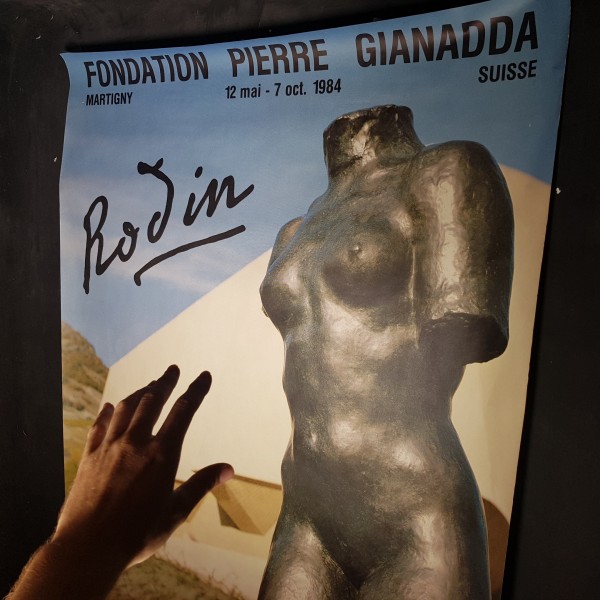 FONDATION PIERRE GIANADDA
MARTIGNY 12 mai - 7 oct. 1984 SUISSE
Rodin